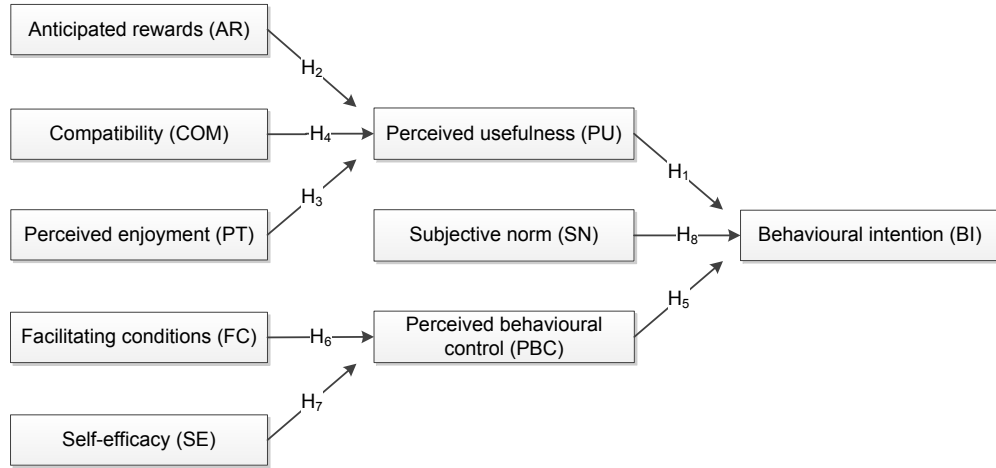 Anticipated rewards (AR)
H₂
Compatibility (COM)
H₄
Perceived usefulness (PU)
H₃
H₁
Perceived enjoyment (PT)
Subjective norm (SN)
H₈
Behavioural intention (BI)
H₅
Facilitating conditions (FC)
H₆
Perceived behavioural
control (PBC)
H₇
Self-efficacy (SE)